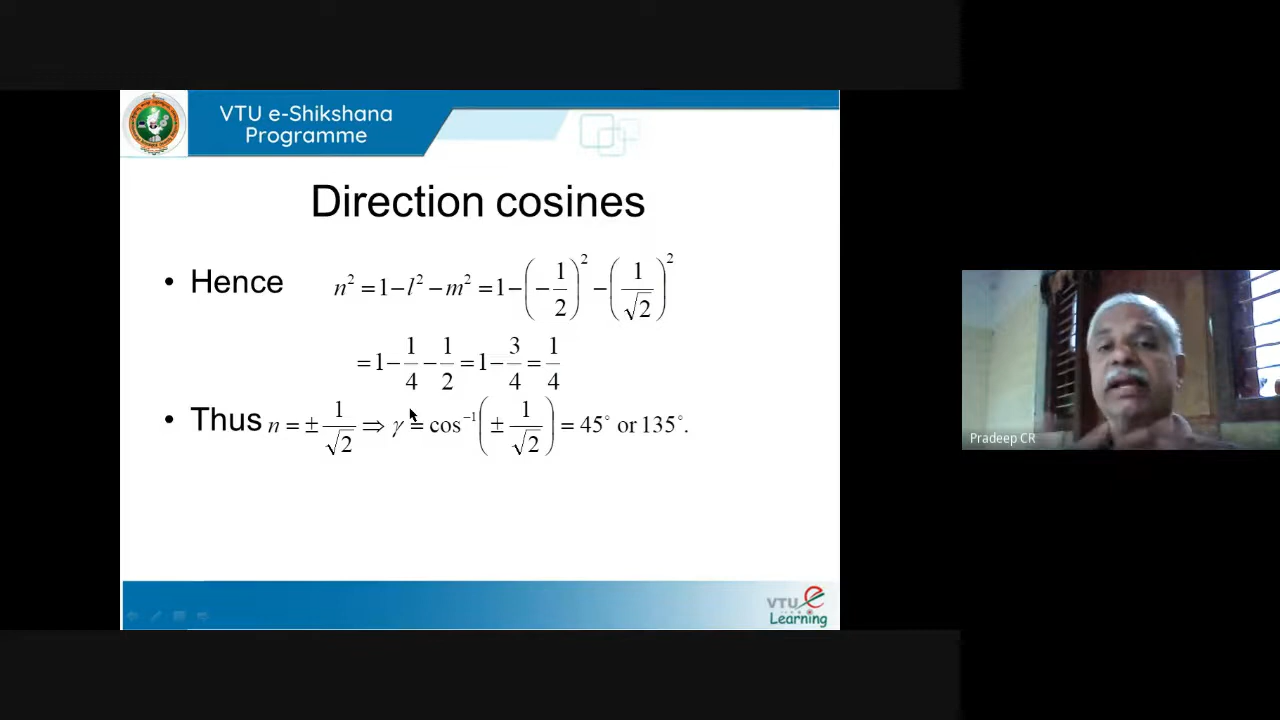 VTU e-Shikshana
Programme
Direction cosines
• Hence n² = 1 − l² − m² = 1 − (−1/2)² − (1/√2)²
= 1 − 1/4 − 1/2 = 1 − 3/4 = 1/4
• Thus n = ± 1/√2 ⇒ γ = cos⁻¹(± 1/√2) = 45° or 135°.
Pradeep CR
VTU e
Learning